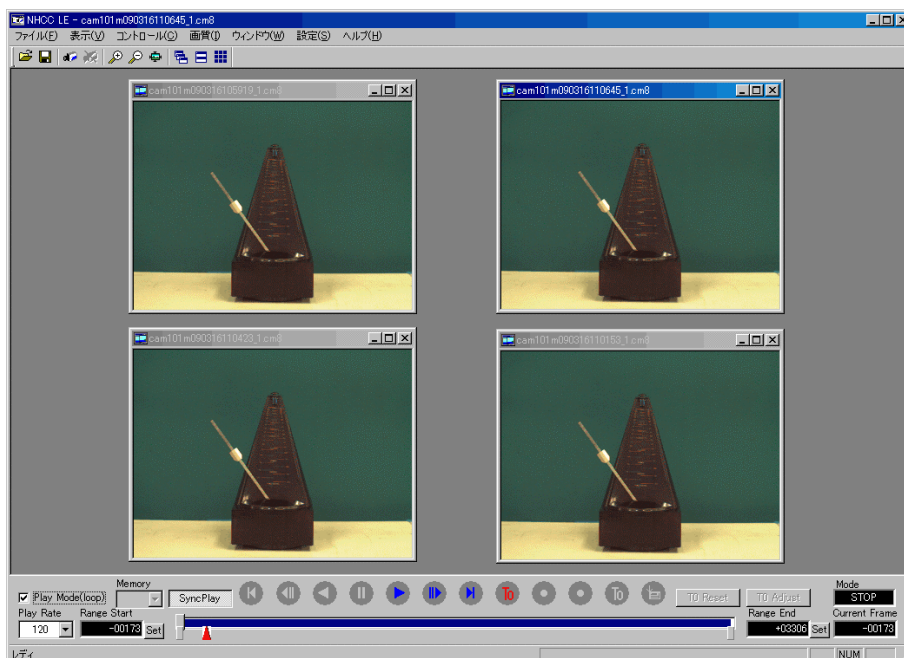 NHCC LE - cam101m090316110645_1.cm8
ファイル(F) 表示(V) コントロール(C) 画質(I) ウィンドウ(W) 設定(S) ヘルプ(H)
cam101m090316105919_1.cm8
cam101m090316110645_1.cm8
cam101m090316110423_1.cm8
cam101m090316110153_1.cm8
Play Mode(loop)
Memory
SyncPlay
To
To
T0 Reset
T0 Adjust
Mode
STOP
Play Rate
120
Range Start
-00173
Set
Range End
+03306
Set
Current Frame
-00173
レディ
NUM